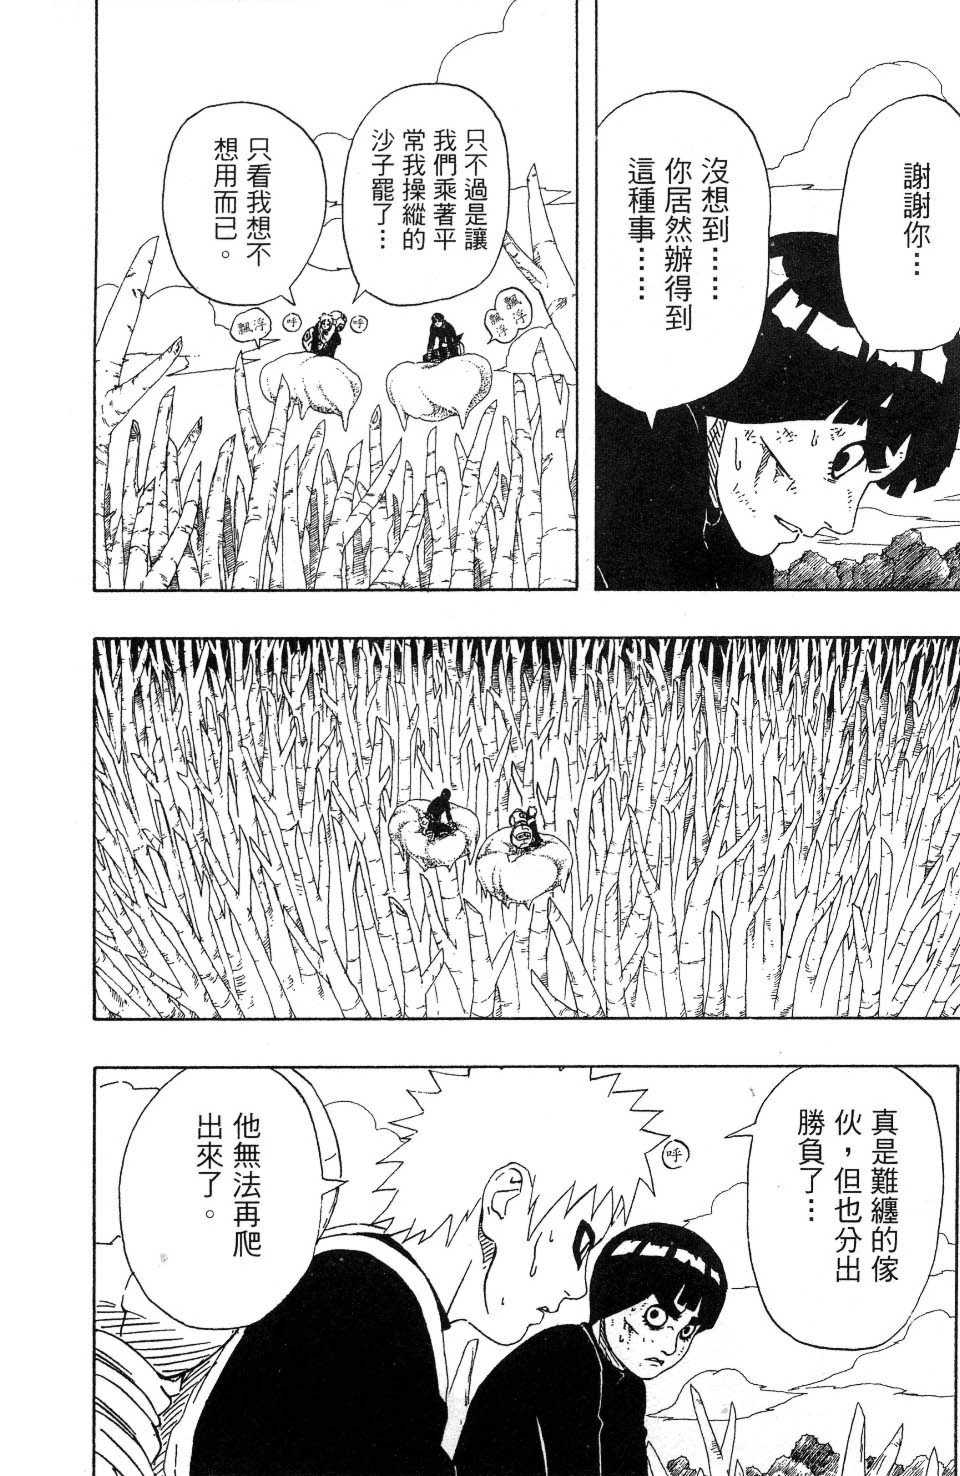 謝謝你…
沒想到……
你居然辦得到
這種事……
只不過是讓
我們乘著平
常我操縱的
沙子罷了…
飄浮
飄浮
呼
呼
飄浮
只看我想不
想用而已。
真是難纏的傢
伙，但也分出
勝負了…
呼
他無法再爬
出來了。